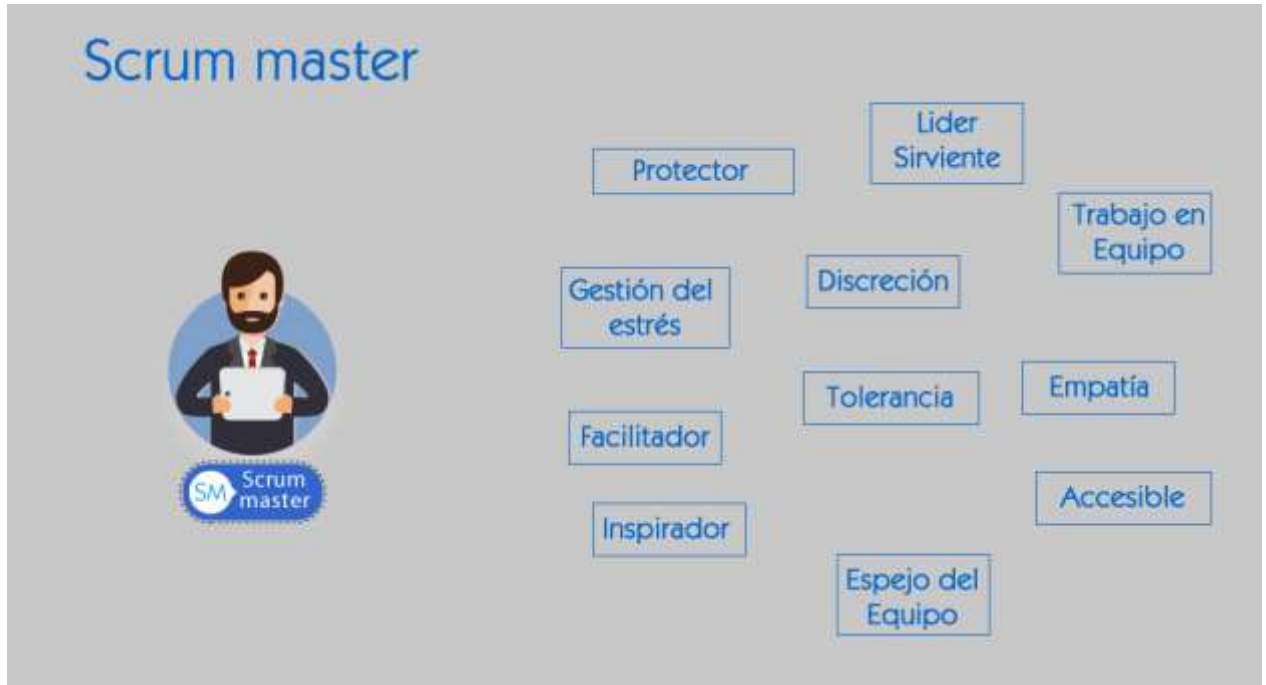 Scrum master
Lider
Sirviente
Protector
Trabajo en
Equipo
Discreción
Gestión del
estrés
Empatía
Tolerancia
Facilitador
SM
Scrum
master
Accesible
Inspirador
Espejo del
Equipo